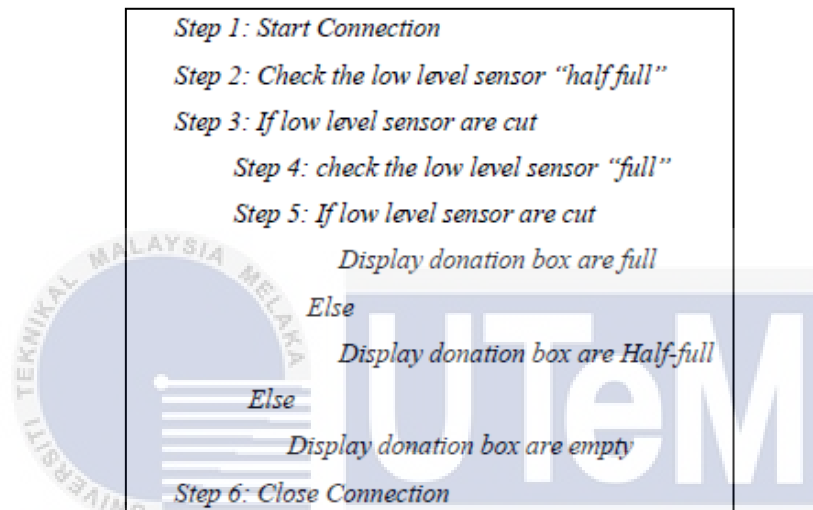 Step 1: Start Connection
Step 2: Check the low level sensor “half full”
Step 3: If low level sensor are cut
Step 4: check the low level sensor “full”
Step 5: If low level sensor are cut
Display donation box are full
Else
Display donation box are Half-full
Else
Display donation box are empty
Step 6: Close Connection
TEKNIKAL MALAYSIA MELAKA
UTeM